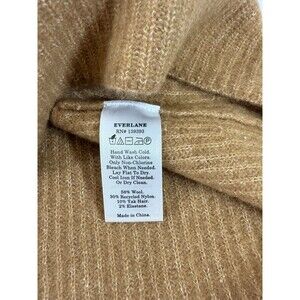 EVERLANE
RN# 139393
Hand Wash Cold.
With Like Colors.
Only Non-Chlorine
Bleach When Needed.
Lay Flat To Dry.
Cool Iron If Needed.
Or Dry Clean.
58% Wool.
30% Recycled Nylon.
10% Yak Hair.
2% Elastane.
Made in China.